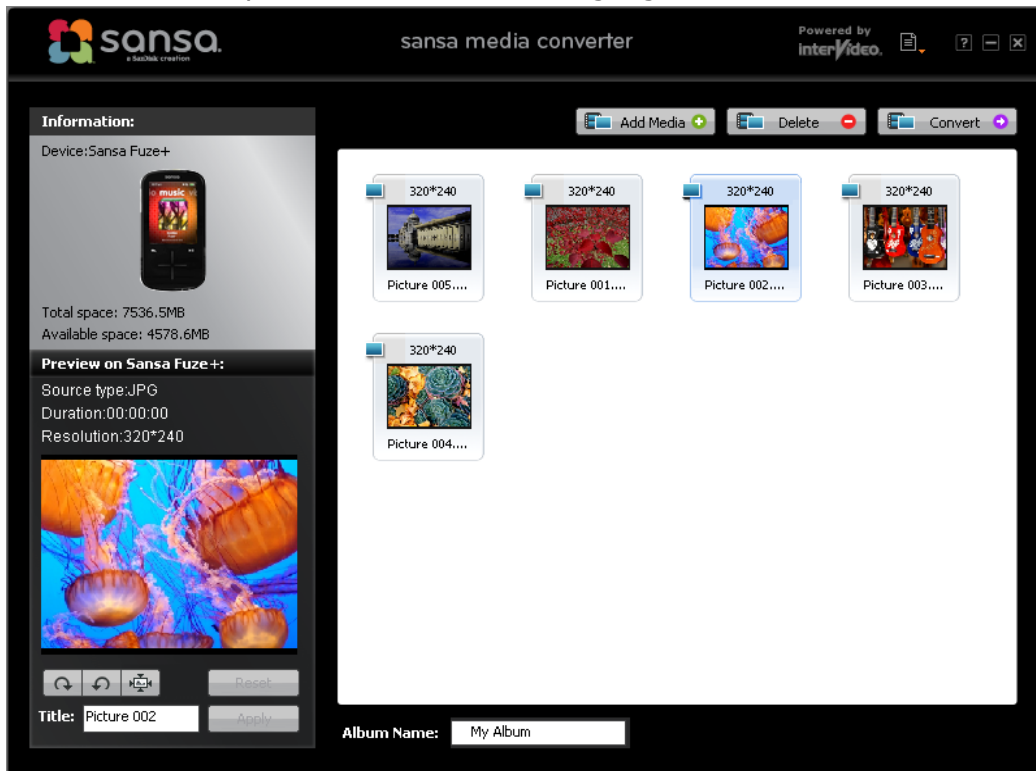 sansa.
a SanDisk creation
sansa media converter
Powered by
interVideo.
?
Information:
Add Media
Delete
Convert
Device:Sansa Fuze+
music
Total space: 7536.5MB
Available space: 4578.6MB
320*240
Picture 005....
320*240
Picture 001....
320*240
Picture 002....
320*240
Picture 003....
320*240
Picture 004....
Preview on Sansa Fuze+:
Source type:JPG
Duration:00:00:00
Resolution:320*240
Reset
Title: Picture 002
Apply
Album Name: My Album